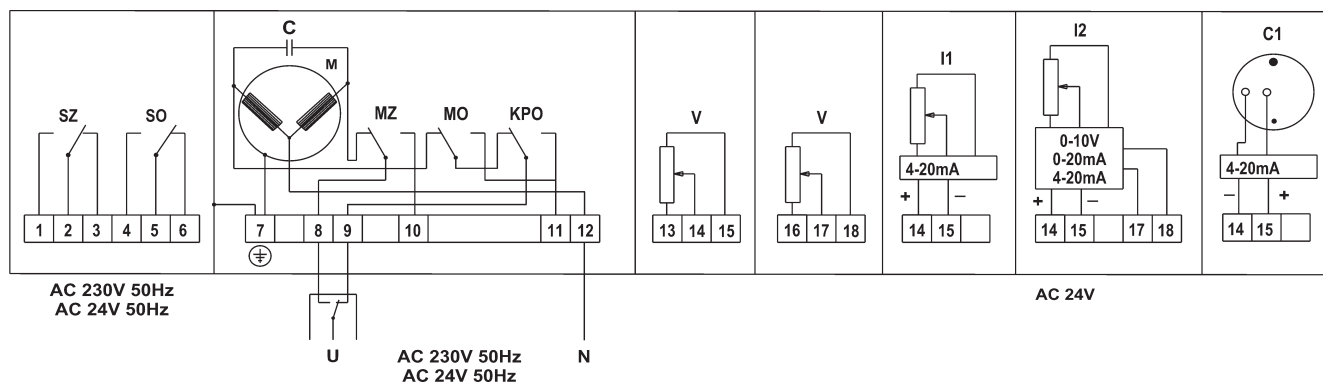 C
M
SZ
SO
MZ
MO
KPO
V
V
I1
I2
C1
4-20mA
+ –
0-10V
0-20mA
4-20mA
+ –
4-20mA
– +
1 2 3 4 5 6
7 8 9 10 11 12
13 14 15
16 17 18
14 15
14 15 17 18
14 15
AC 230V 50Hz
AC 24V 50Hz
AC 24V
U
AC 230V 50Hz
AC 24V 50Hz
N